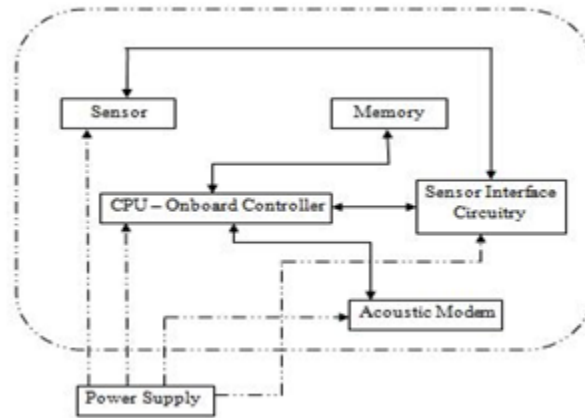 Sensor
Memory
CPU – Onboard Controller
Sensor Interface
Circuitry
Acoustic Modem
Power Supply